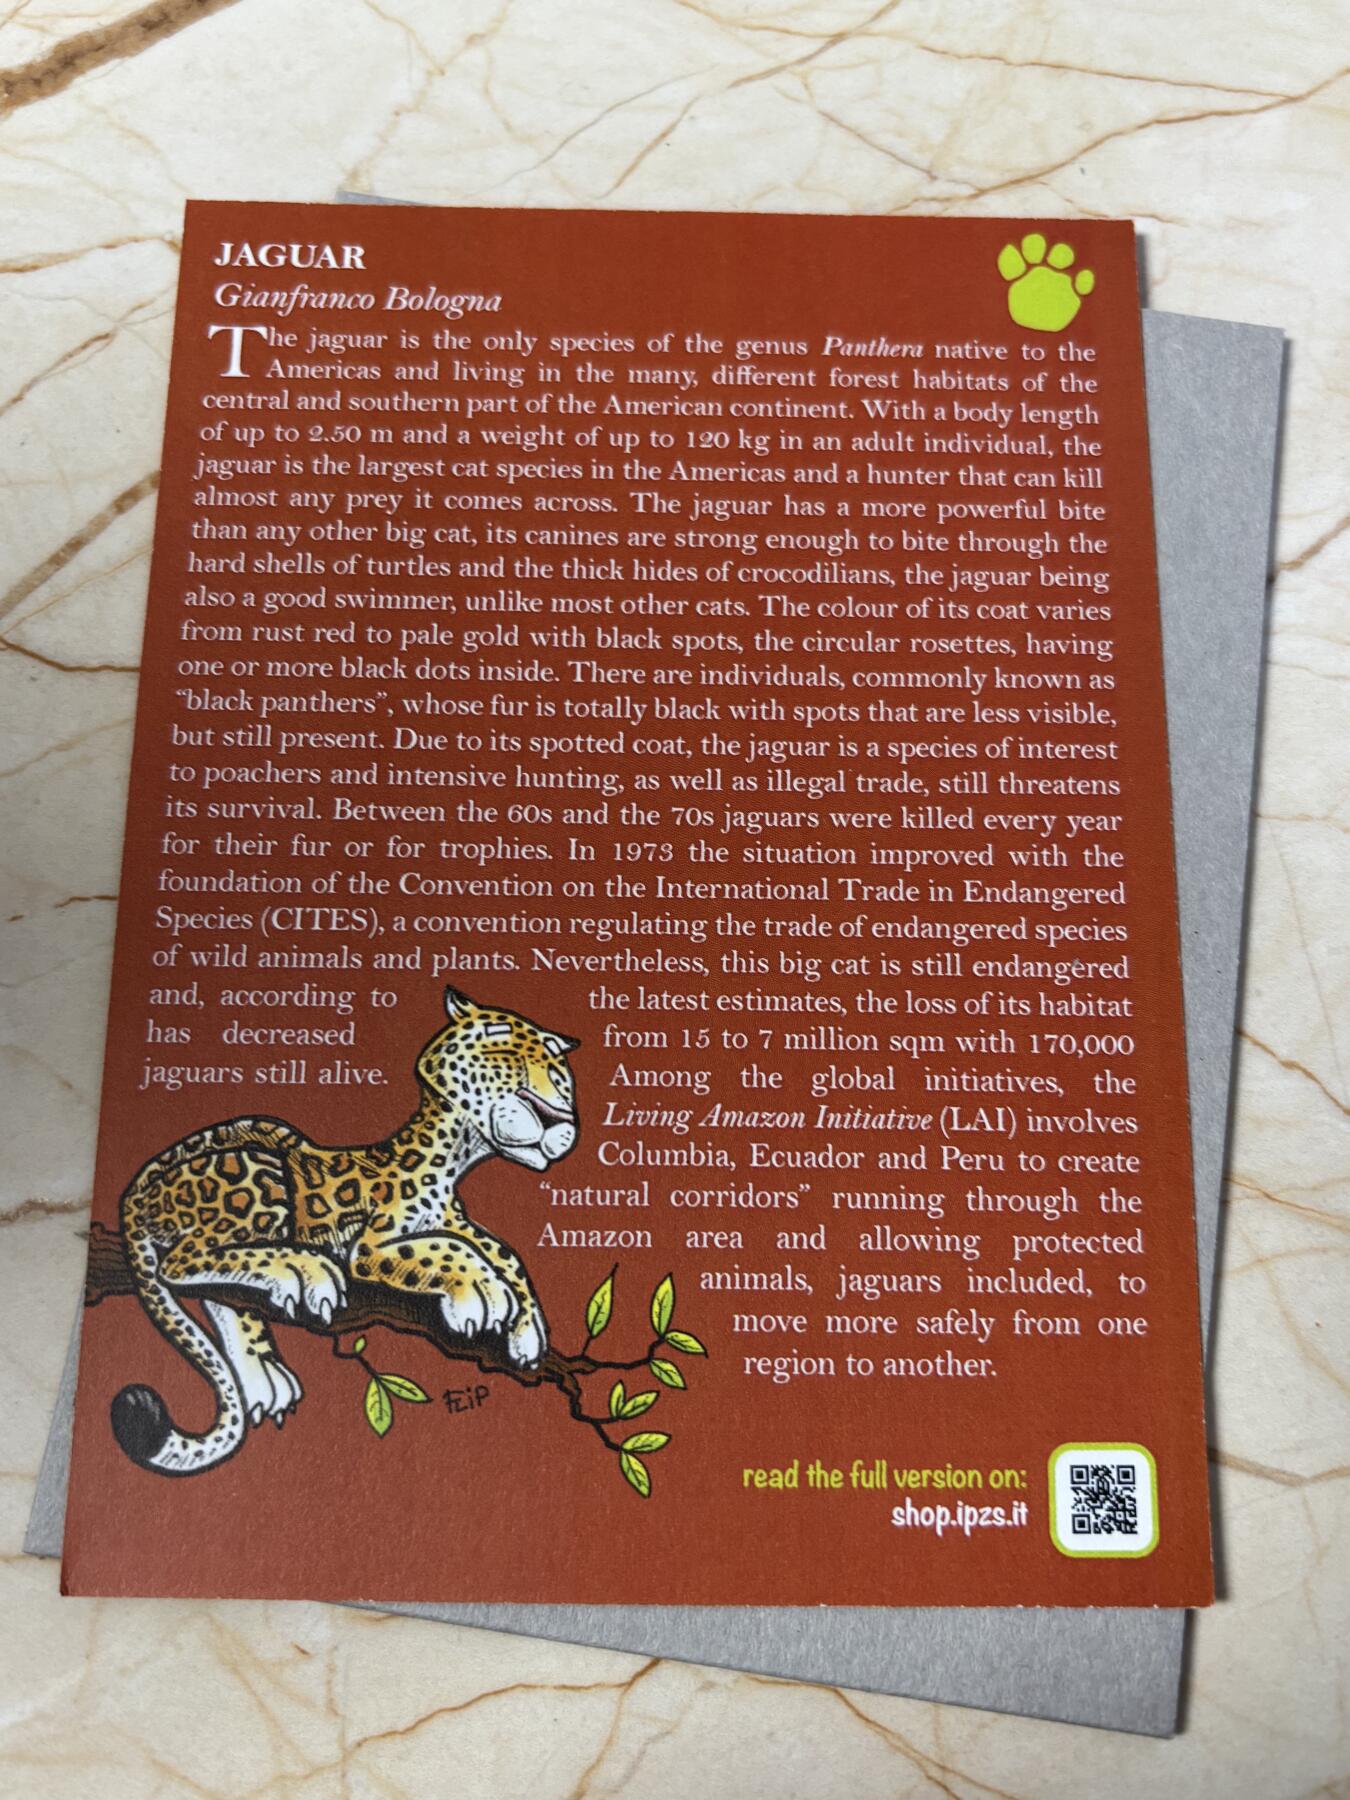 JAGUAR
Gianfranco Bologna
The jaguar is the only species of the genus Panthera native to the
Americas and living in the many, different forest habitats of the
central and southern part of the American continent. With a body length
of up to 2.50 m and a weight of up to 120 kg in an adult individual, the
jaguar is the largest cat species in the Americas and a hunter that can kill
almost any prey it comes across. The jaguar has a more powerful bite
than any other big cat, its canines are strong enough to bite through the
hard shells of turtles and the thick hides of crocodilians, the jaguar being
also a good swimmer, unlike most other cats. The colour of its coat varies
from rust red to pale gold with black spots, the circular rosettes, having
one or more black dots inside. There are individuals, commonly known as
“black panthers”, whose fur is totally black with spots that are less visible,
but still present. Due to its spotted coat, the jaguar is a species of interest
to poachers and intensive hunting, as well as illegal trade, still threatens
its survival. Between the 60s and the 70s jaguars were killed every year
for their fur or for trophies. In 1973 the situation improved with the
foundation of the Convention on the International Trade in Endangered
Species (CITES), a convention regulating the trade of endangered species
of wild animals and plants. Nevertheless, this big cat is still endangered
and, according to the latest estimates, the loss of its habitat
has decreased from 15 to 7 million sqm with 170,000
jaguars still alive. Among the global initiatives, the
Living Amazon Initiative (LAI) involves
Columbia, Ecuador and Peru to create
“natural corridors” running through the
Amazon area and allowing protected
animals, jaguars included, to
move more safely from one
region to another.
FLiP
read the full version on:
shop.ipzs.it